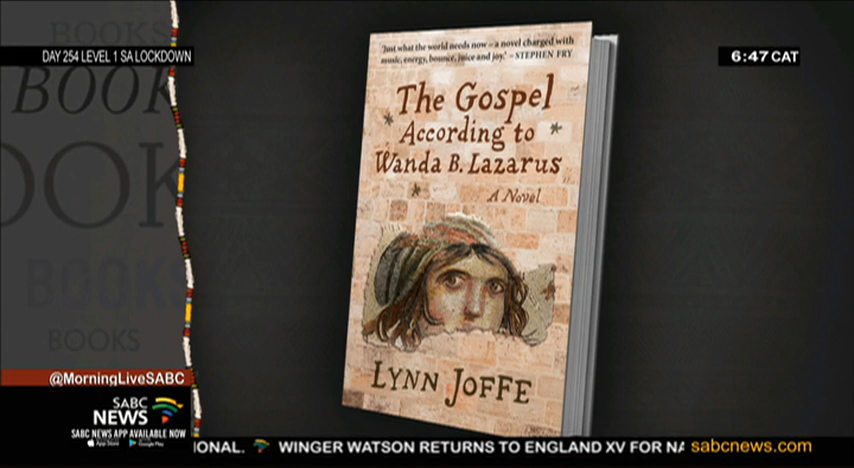 BOOKS
DAY 254 LEVEL 1 SA LOCKDOWN
BOOK
OOK
BOOKS
BOOKS
@MorningLiveSABC
SABC
NEWS
SABC NEWS APP AVAILABLE NOW
App Store Google Play
6:47 CAT
'Just what the world needs now – a novel charged with
music, energy, bounce, juice and joy.' – STEPHEN FRY
The Gospel
* According to *
Wanda B. Lazarus
*
A Novel
LYNN JOFFE
IONAL. WINGER WATSON RETURNS TO ENGLAND XV FOR NA
sabcnews.com